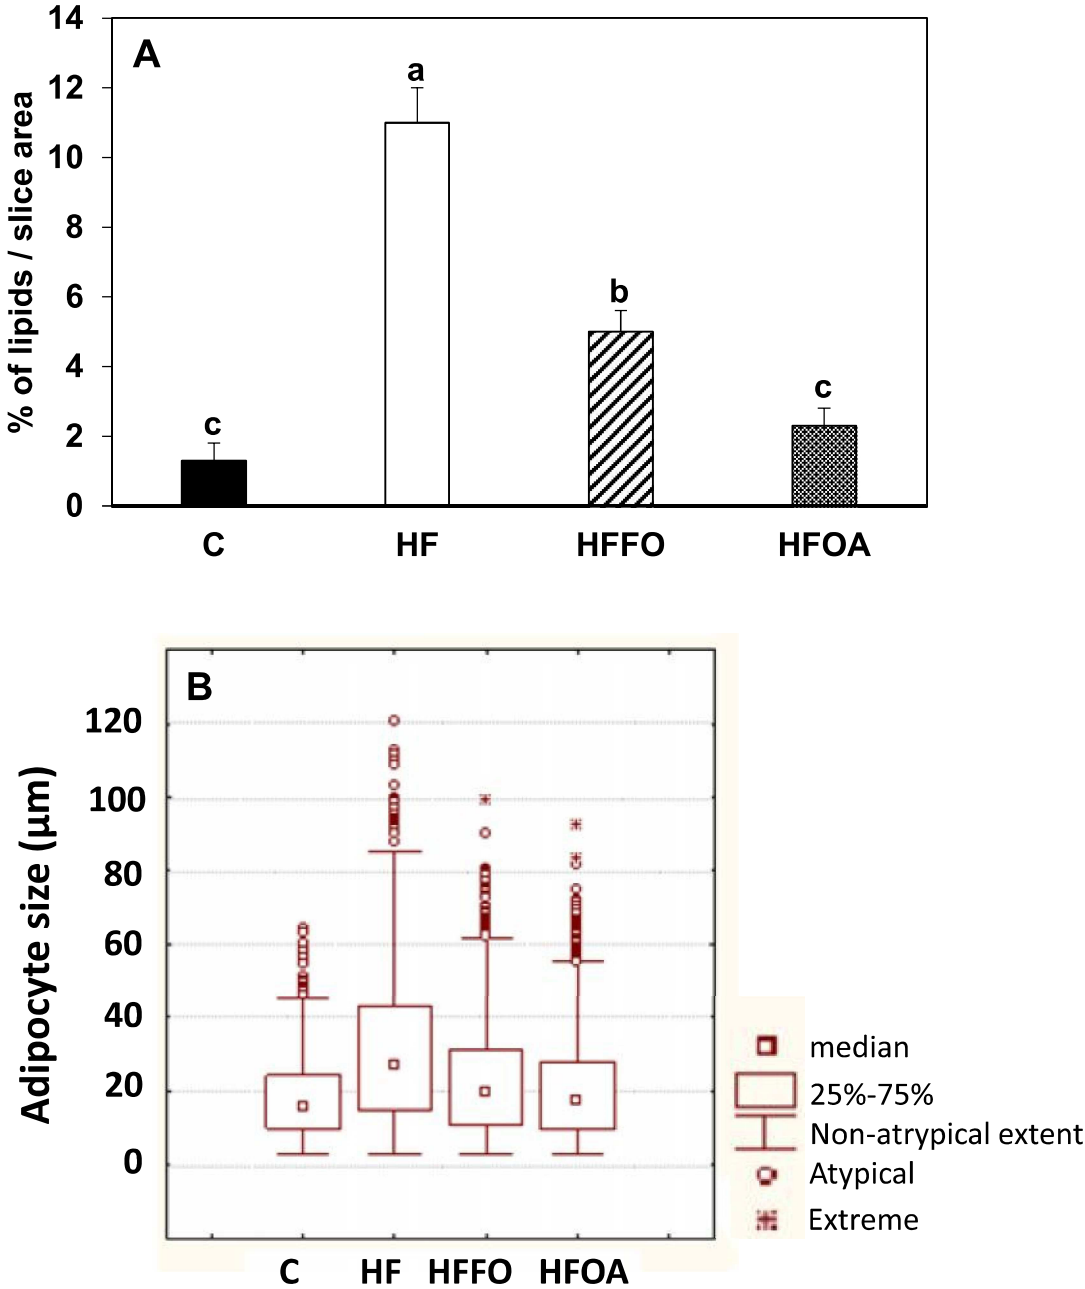 A
% of lipids / slice area
14
12
10
8
6
4
2
0
c
a
b
c
C HF HFFO HFOA
B
Adipocyte size (µm)
120
100
80
60
40
20
0
C HF HFFO HFOA
median
25%-75%
Non-atrypical extent
Atypical
Extreme